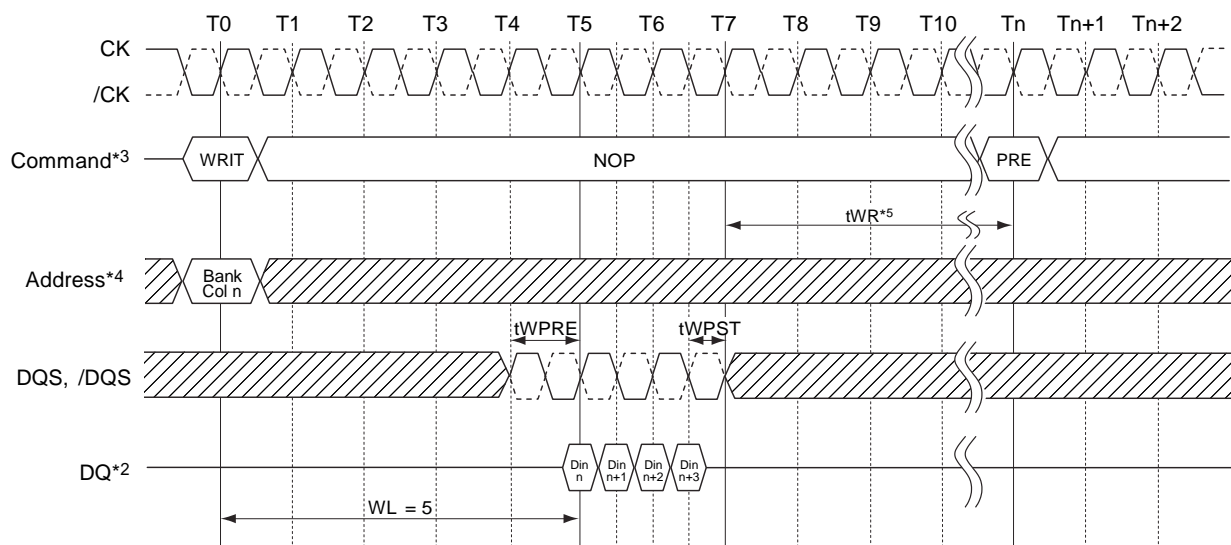 T0 T1 T2 T3 T4 T5 T6 T7 T8 T9 T10 Tn Tn+1 Tn+2
CK
/CK
Command*3 WRIT NOP PRE
tWR*5
Address*4 Bank
Col n
tWPRE tWPST
DQS, /DQS
DQ*2 Din
n Din
n+1 Din
n+2 Din
n+3
WL = 5